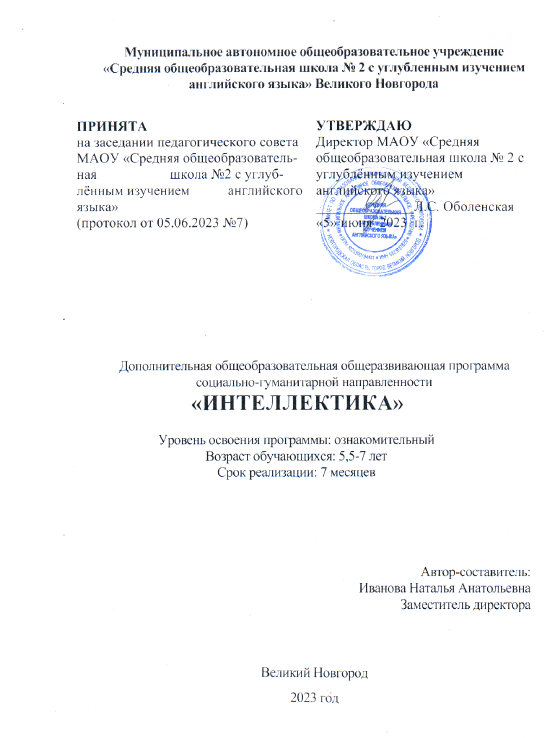 Муниципальное автономное общеобразовательное учреждение
«Средняя общеобразовательная школа № 2 с углубленным изучением
английского языка» Великого Новгорода
ПРИНЯТА
на заседании педагогического совета
МАОУ «Средняя общеобразователь-
ная школа №2 с углуб-
лённым изучением английского
языка»
(протокол от 05.06.2023 №7)
УТВЕРЖДАЮ
Директор МАОУ «Средняя
общеобразовательная школа № 2 с
углублённым изучением
английского языка»
Оболенская
«5» июня 2023 г.
Дополнительная общеобразовательная общеразвивающая программа
социально-гуманитарной направленности
«ИНТЕЛЛЕКТИКА»
Уровень освоения программы: ознакомительный
Возраст обучающихся: 5,5-7 лет
Срок реализации: 7 месяцев
Автор-составитель:
Иванова Наталья Анатольевна
Заместитель директора
Великий Новгород
2023 год